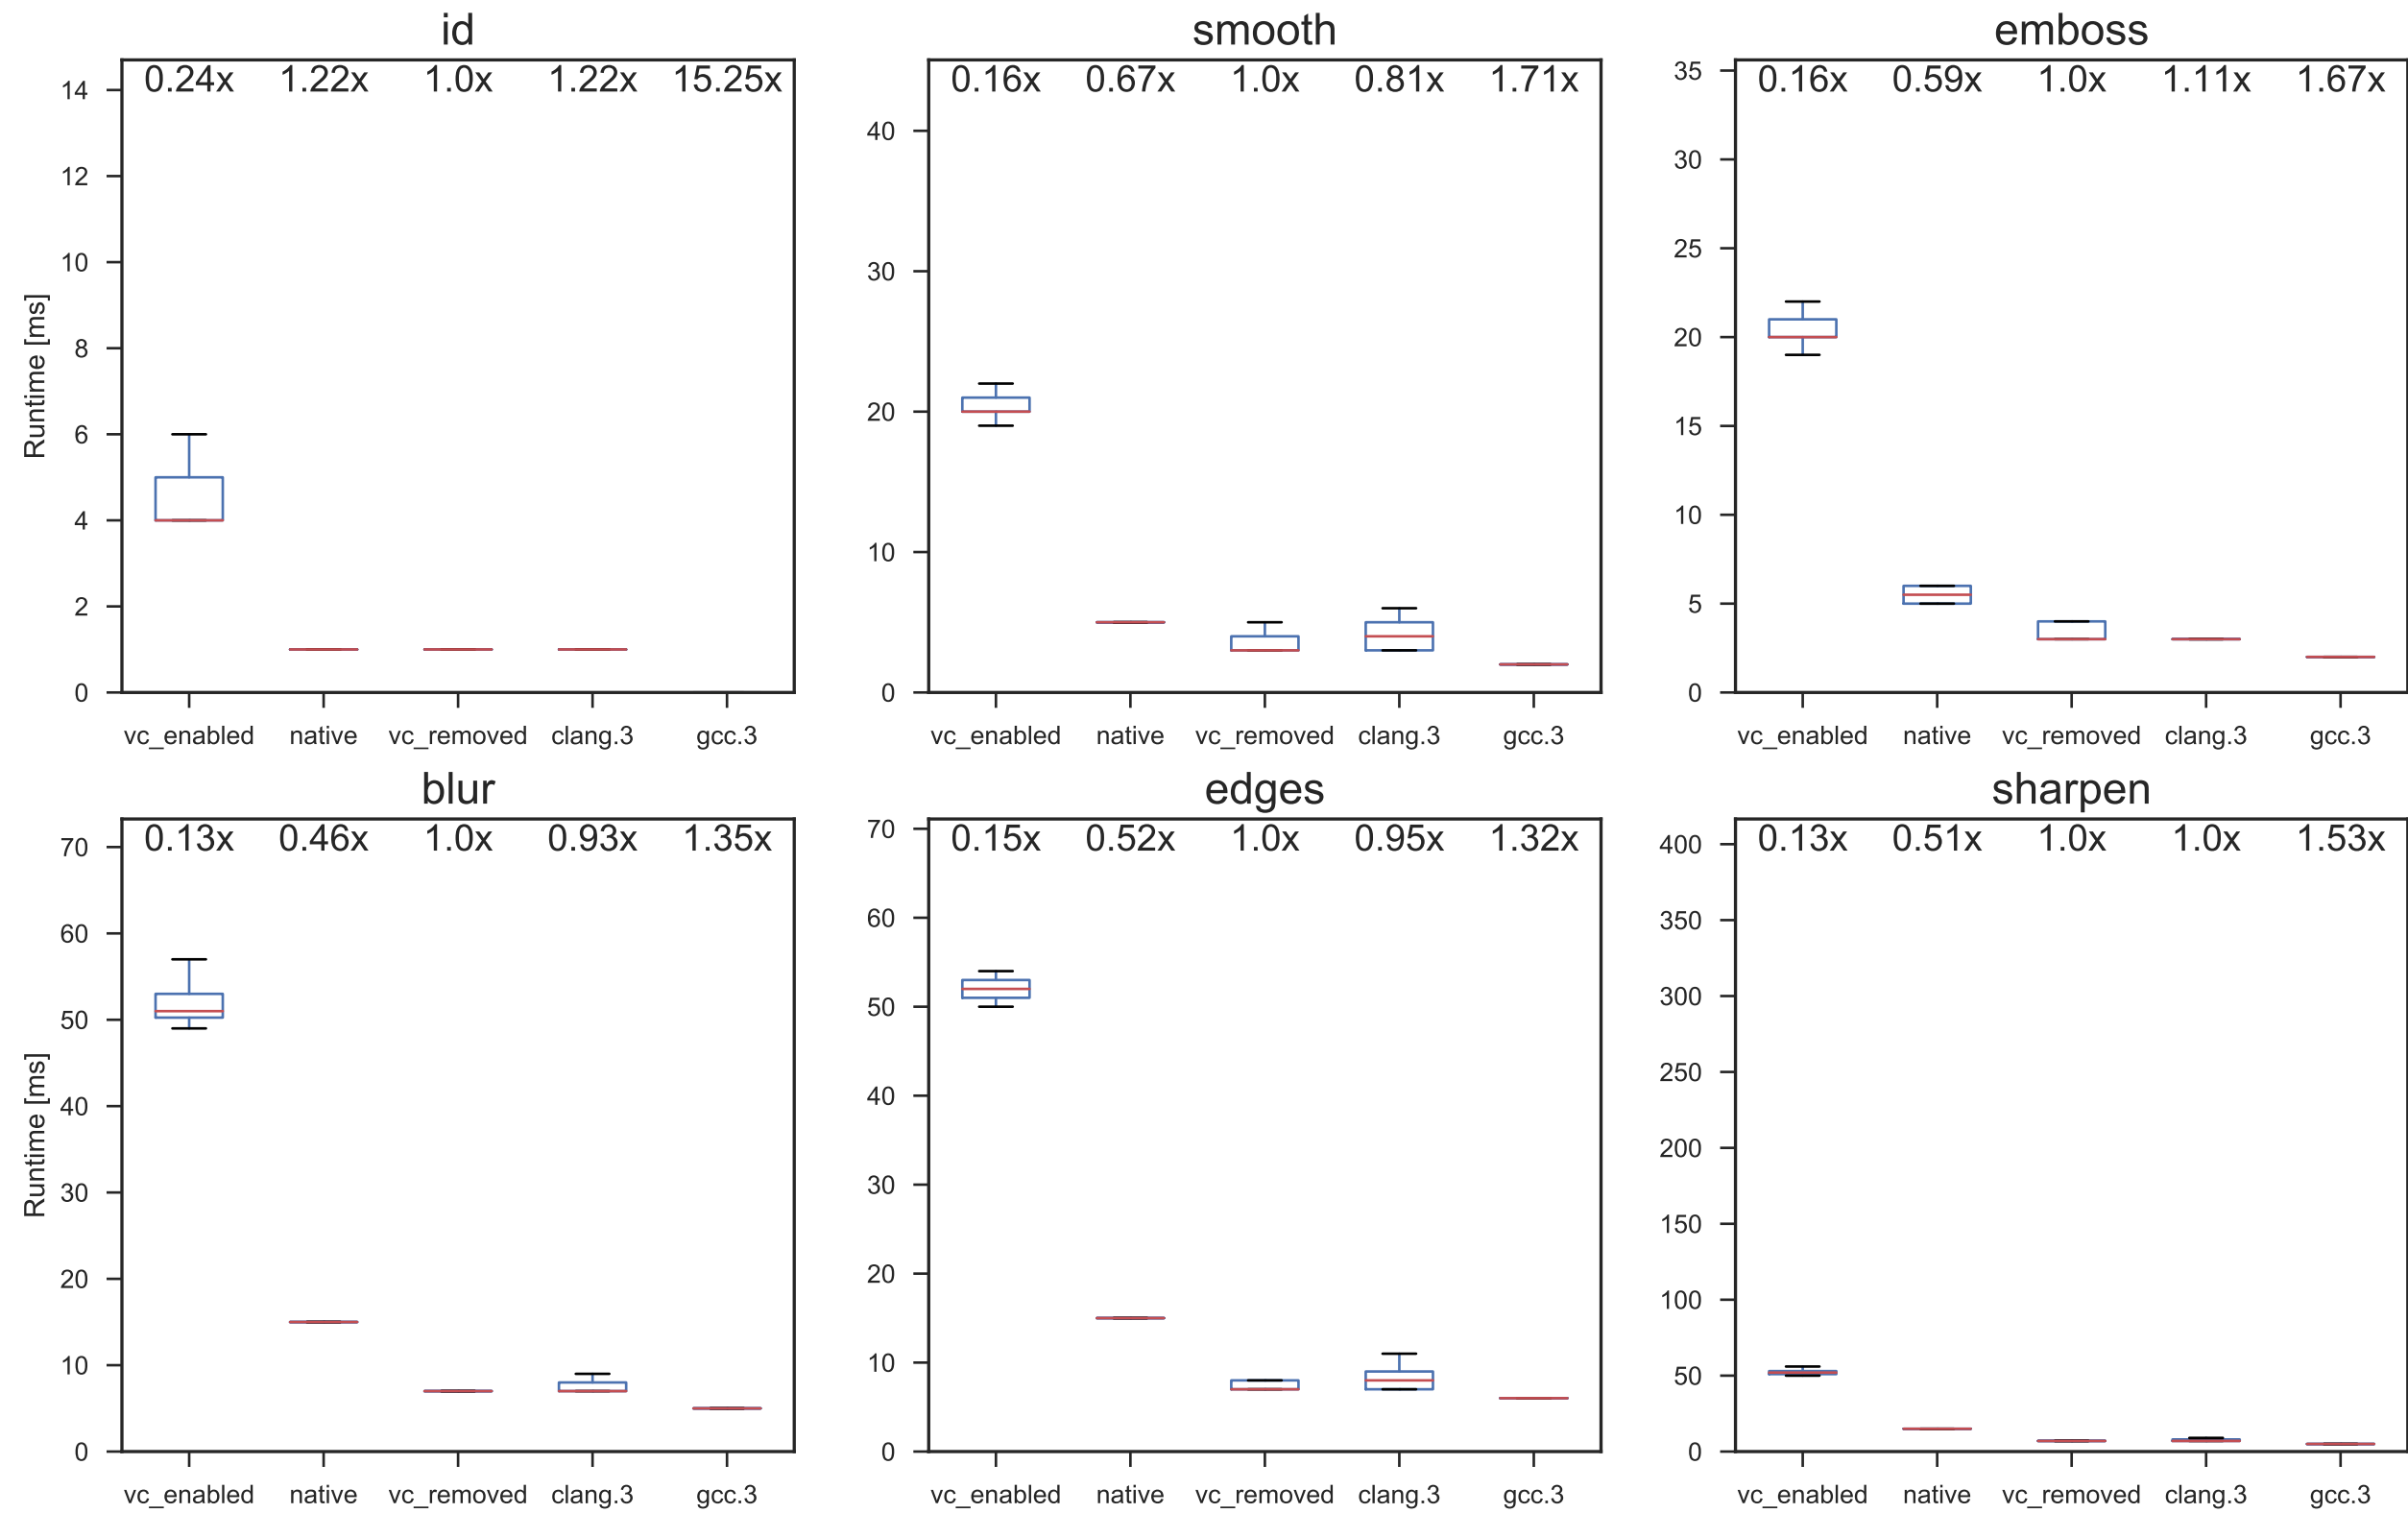 id
0.24x 1.22x 1.0x 1.22x 15.25x
14
12
10
8
6
4
2
0
Runtime [ms]
vc_enabled native vc_removed clang.3 gcc.3
smooth
0.16x 0.67x 1.0x 0.81x 1.71x
40
30
20
10
0
vc_enabled native vc_removed clang.3 gcc.3
emboss
0.16x 0.59x 1.0x 1.11x 1.67x
35
30
25
20
15
10
5
0
vc_enabled native vc_removed clang.3 gcc.3
blur
0.13x 0.46x 1.0x 0.93x 1.35x
70
60
50
40
30
20
10
0
Runtime [ms]
vc_enabled native vc_removed clang.3 gcc.3
edges
0.15x 0.52x 1.0x 0.95x 1.32x
70
60
50
40
30
20
10
0
vc_enabled native vc_removed clang.3 gcc.3
sharpen
0.13x 0.51x 1.0x 1.0x 1.53x
400
350
300
250
200
150
100
50
0
vc_enabled native vc_removed clang.3 gcc.3